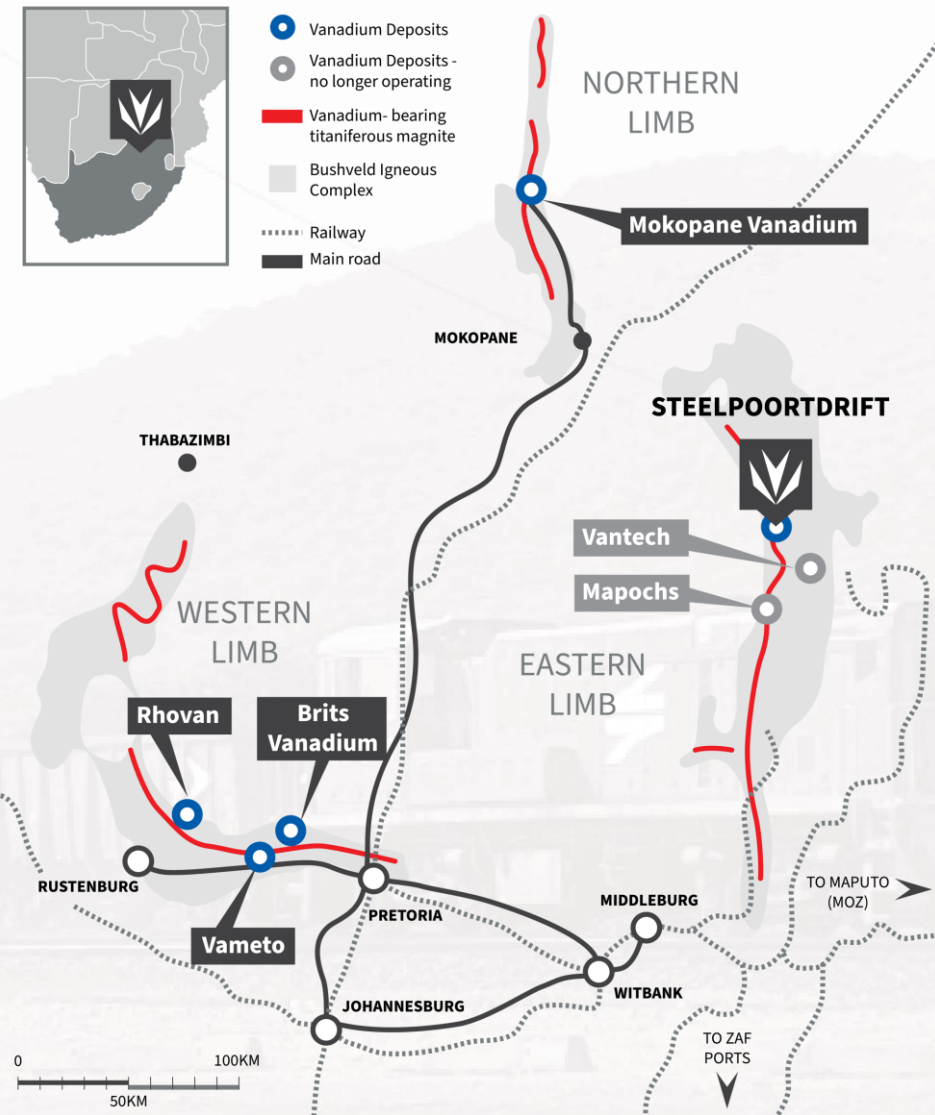 Vanadium Deposits
Vanadium Deposits -
no longer operating
Vanadium- bearing
titaniferous magnite
Bushveld Igneous
Complex
Railway
Main road
NORTHERN
LIMB
Mokopane Vanadium
MOKOPANE
STEELPOORTDRIFT
THABAZIMBI
Vantech
Mapochs
WESTERN
LIMB
EASTERN
LIMB
Rhovan
Brits
Vanadium
RUSTENBURG
PRETORIA
MIDDLEBURG
TO MAPUTO
(MOZ)
Vameto
WITBANK
JOHANNESBURG
TO ZAF
PORTS
0
100KM
50KM